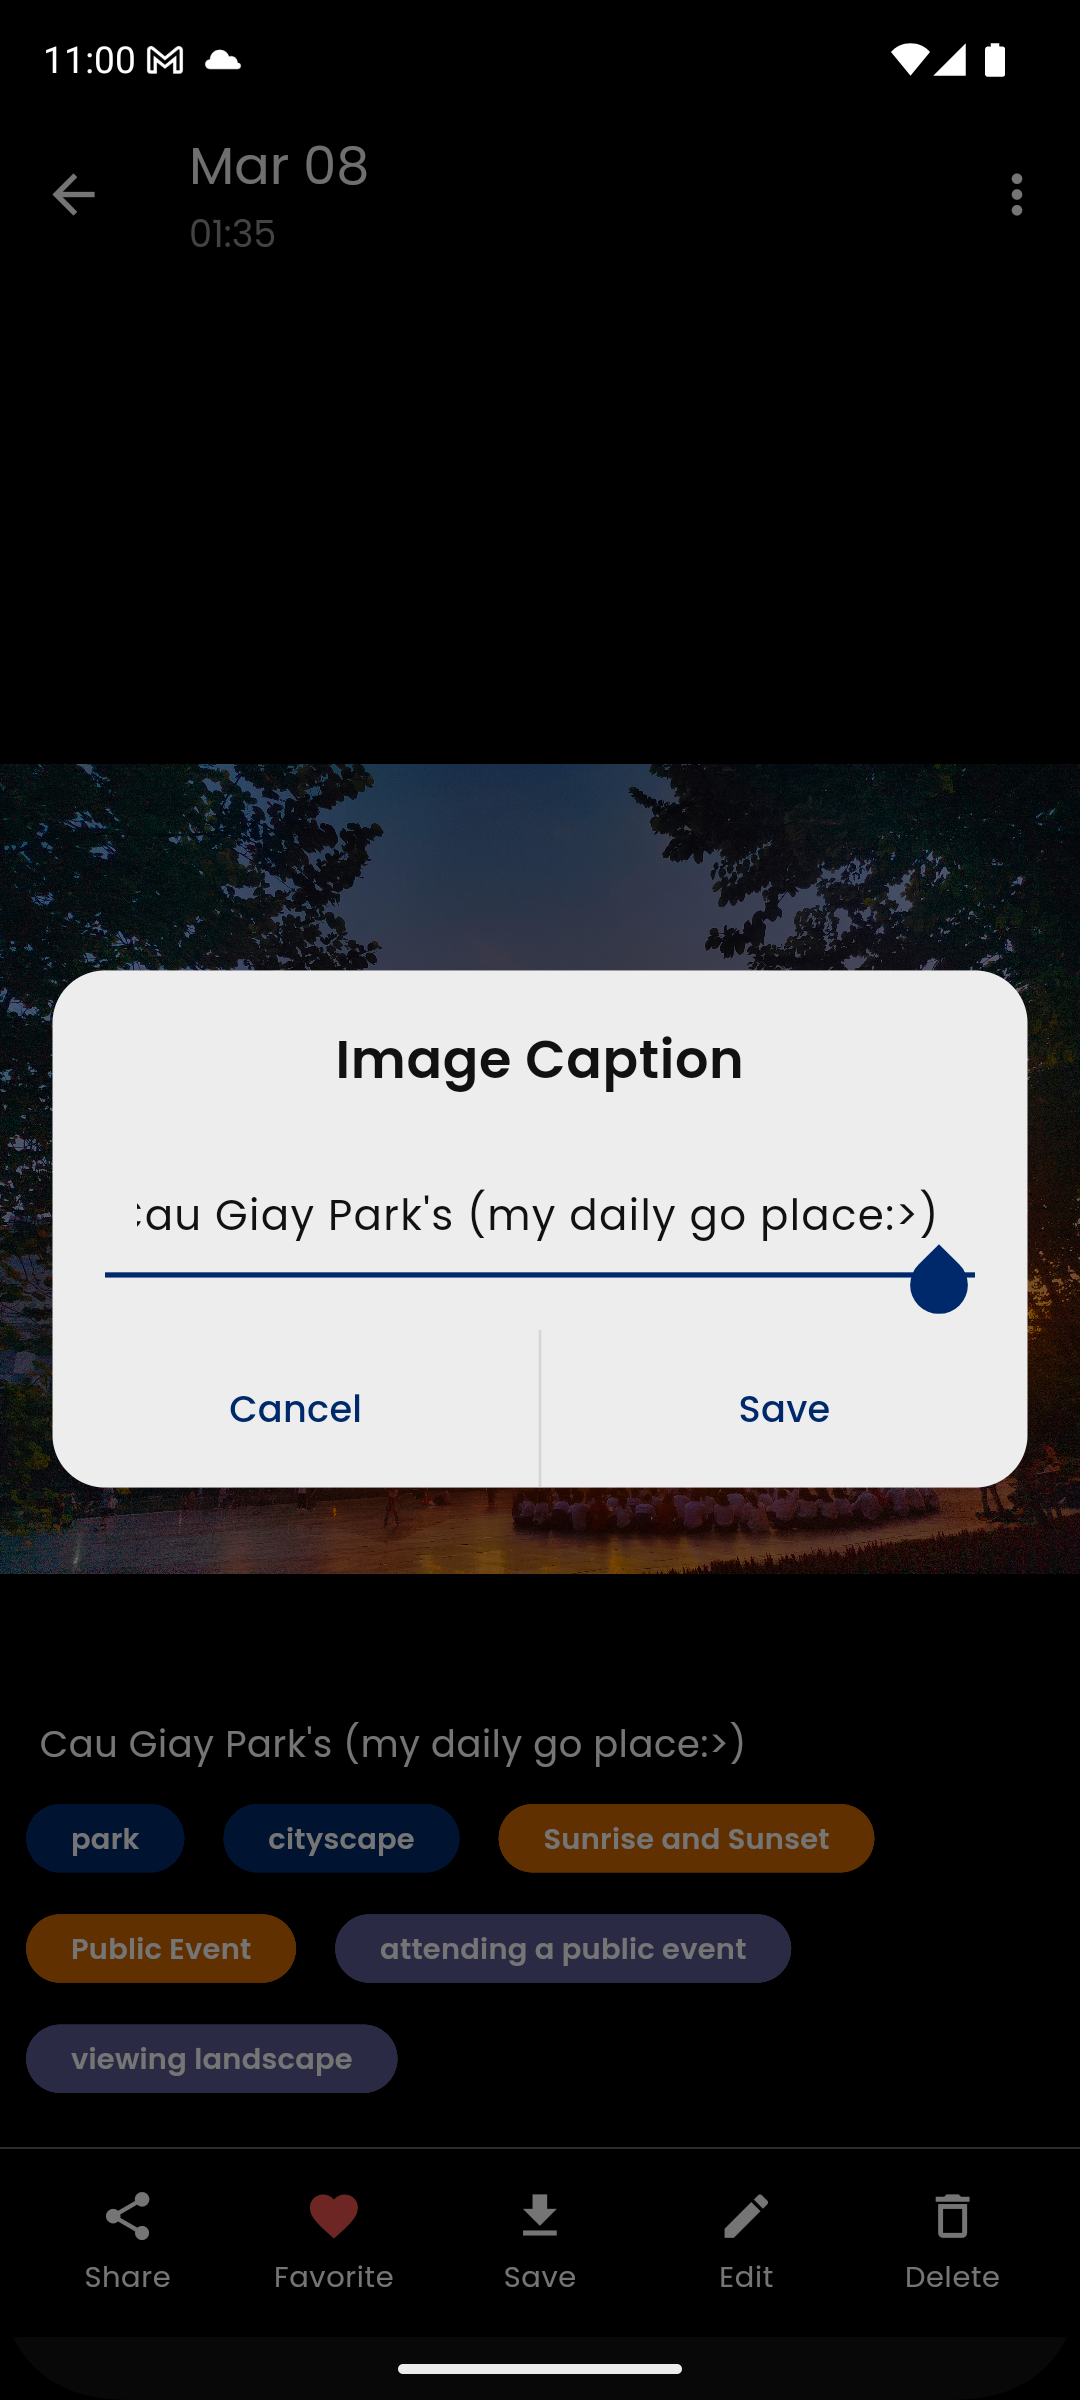 11:00
Mar 08
01:35
Image Caption
Cau Giay Park's (my daily go place:>)
Cancel
Save
Cau Giay Park's (my daily go place:>)
park
cityscape
Sunrise and Sunset
Public Event
attending a public event
viewing landscape
Share
Favorite
Save
Edit
Delete